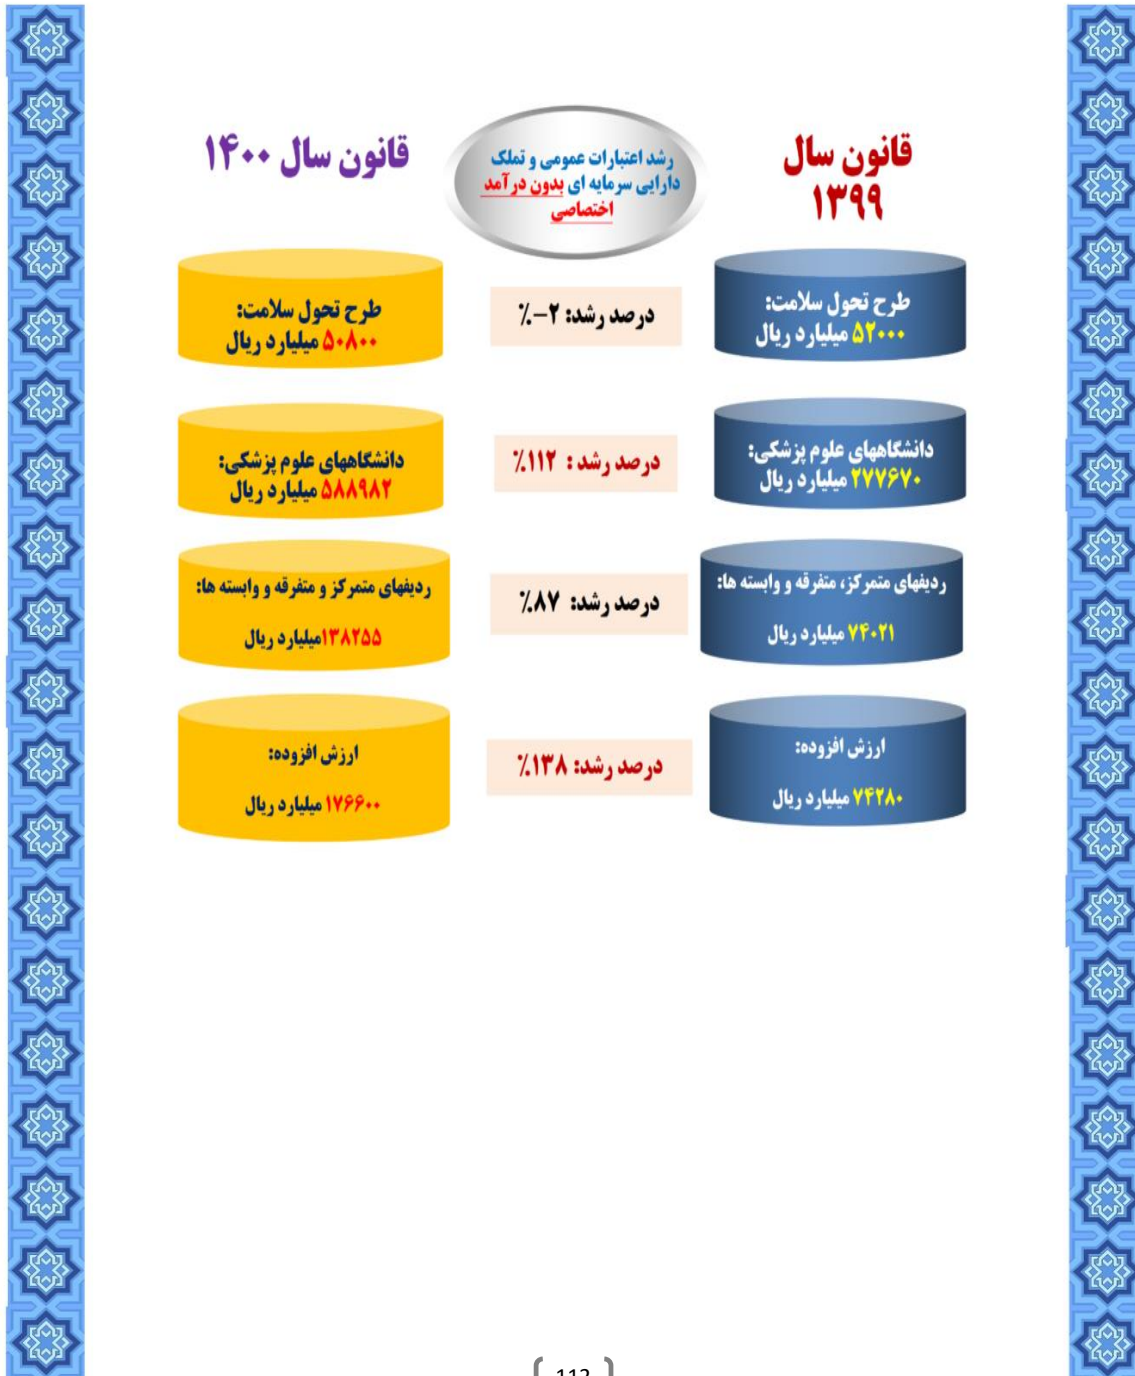 قانون سال
۱۳۹۹
رشد اعتبارات عمومی و تملک
دارایی سرمایه ای بدون درآمد
اختصاصی
قانون سال ۱۴۰۰
طرح تحول سلامت:
۵۲۰۰۰ میلیارد ریال
درصد رشد: ۲-٪
طرح تحول سلامت:
۵۰۸۰۰ میلیارد ریال
دانشگاههای علوم پزشکی:
۲۷۷۶۷۰ میلیارد ریال
درصد رشد : ۱۱۲٪
دانشگاههای علوم پزشکی:
۵۸۸۹۸۲ میلیارد ریال
ردیفهای متمرکز، متفرقه و وابسته ها:
۷۴۰۲۱ میلیارد ریال
درصد رشد: ۸۷٪
ردیفهای متمرکز و متفرقه و وابسته ها:
۱۳۸۲۵۵میلیارد ریال
ارزش افزوده:
۷۴۲۸۰ میلیارد ریال
درصد رشد: ۱۳۸٪
ارزش افزوده:
۱۷۶۶۰۰ میلیارد ریال
112